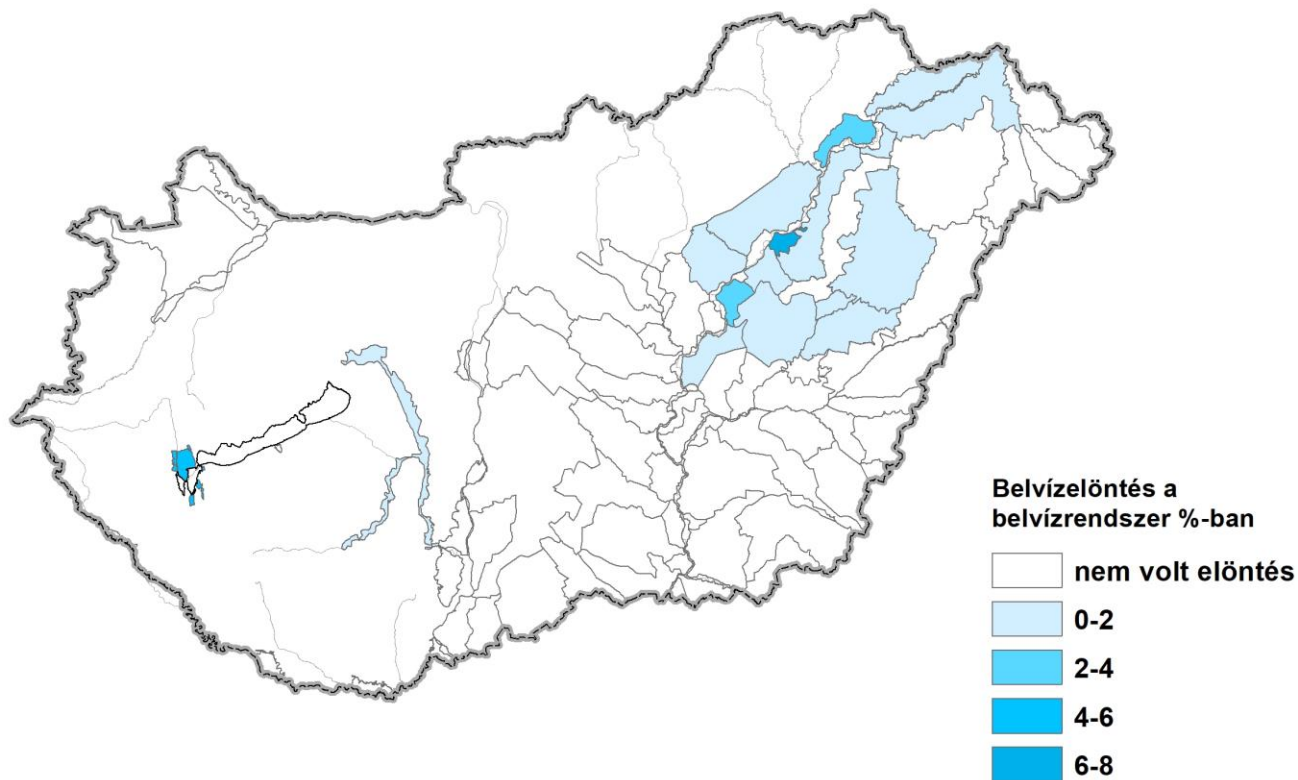 Belvízelöntés a
belvízrendszer %-ban
nem volt elöntés
0-2
2-4
4-6
6-8